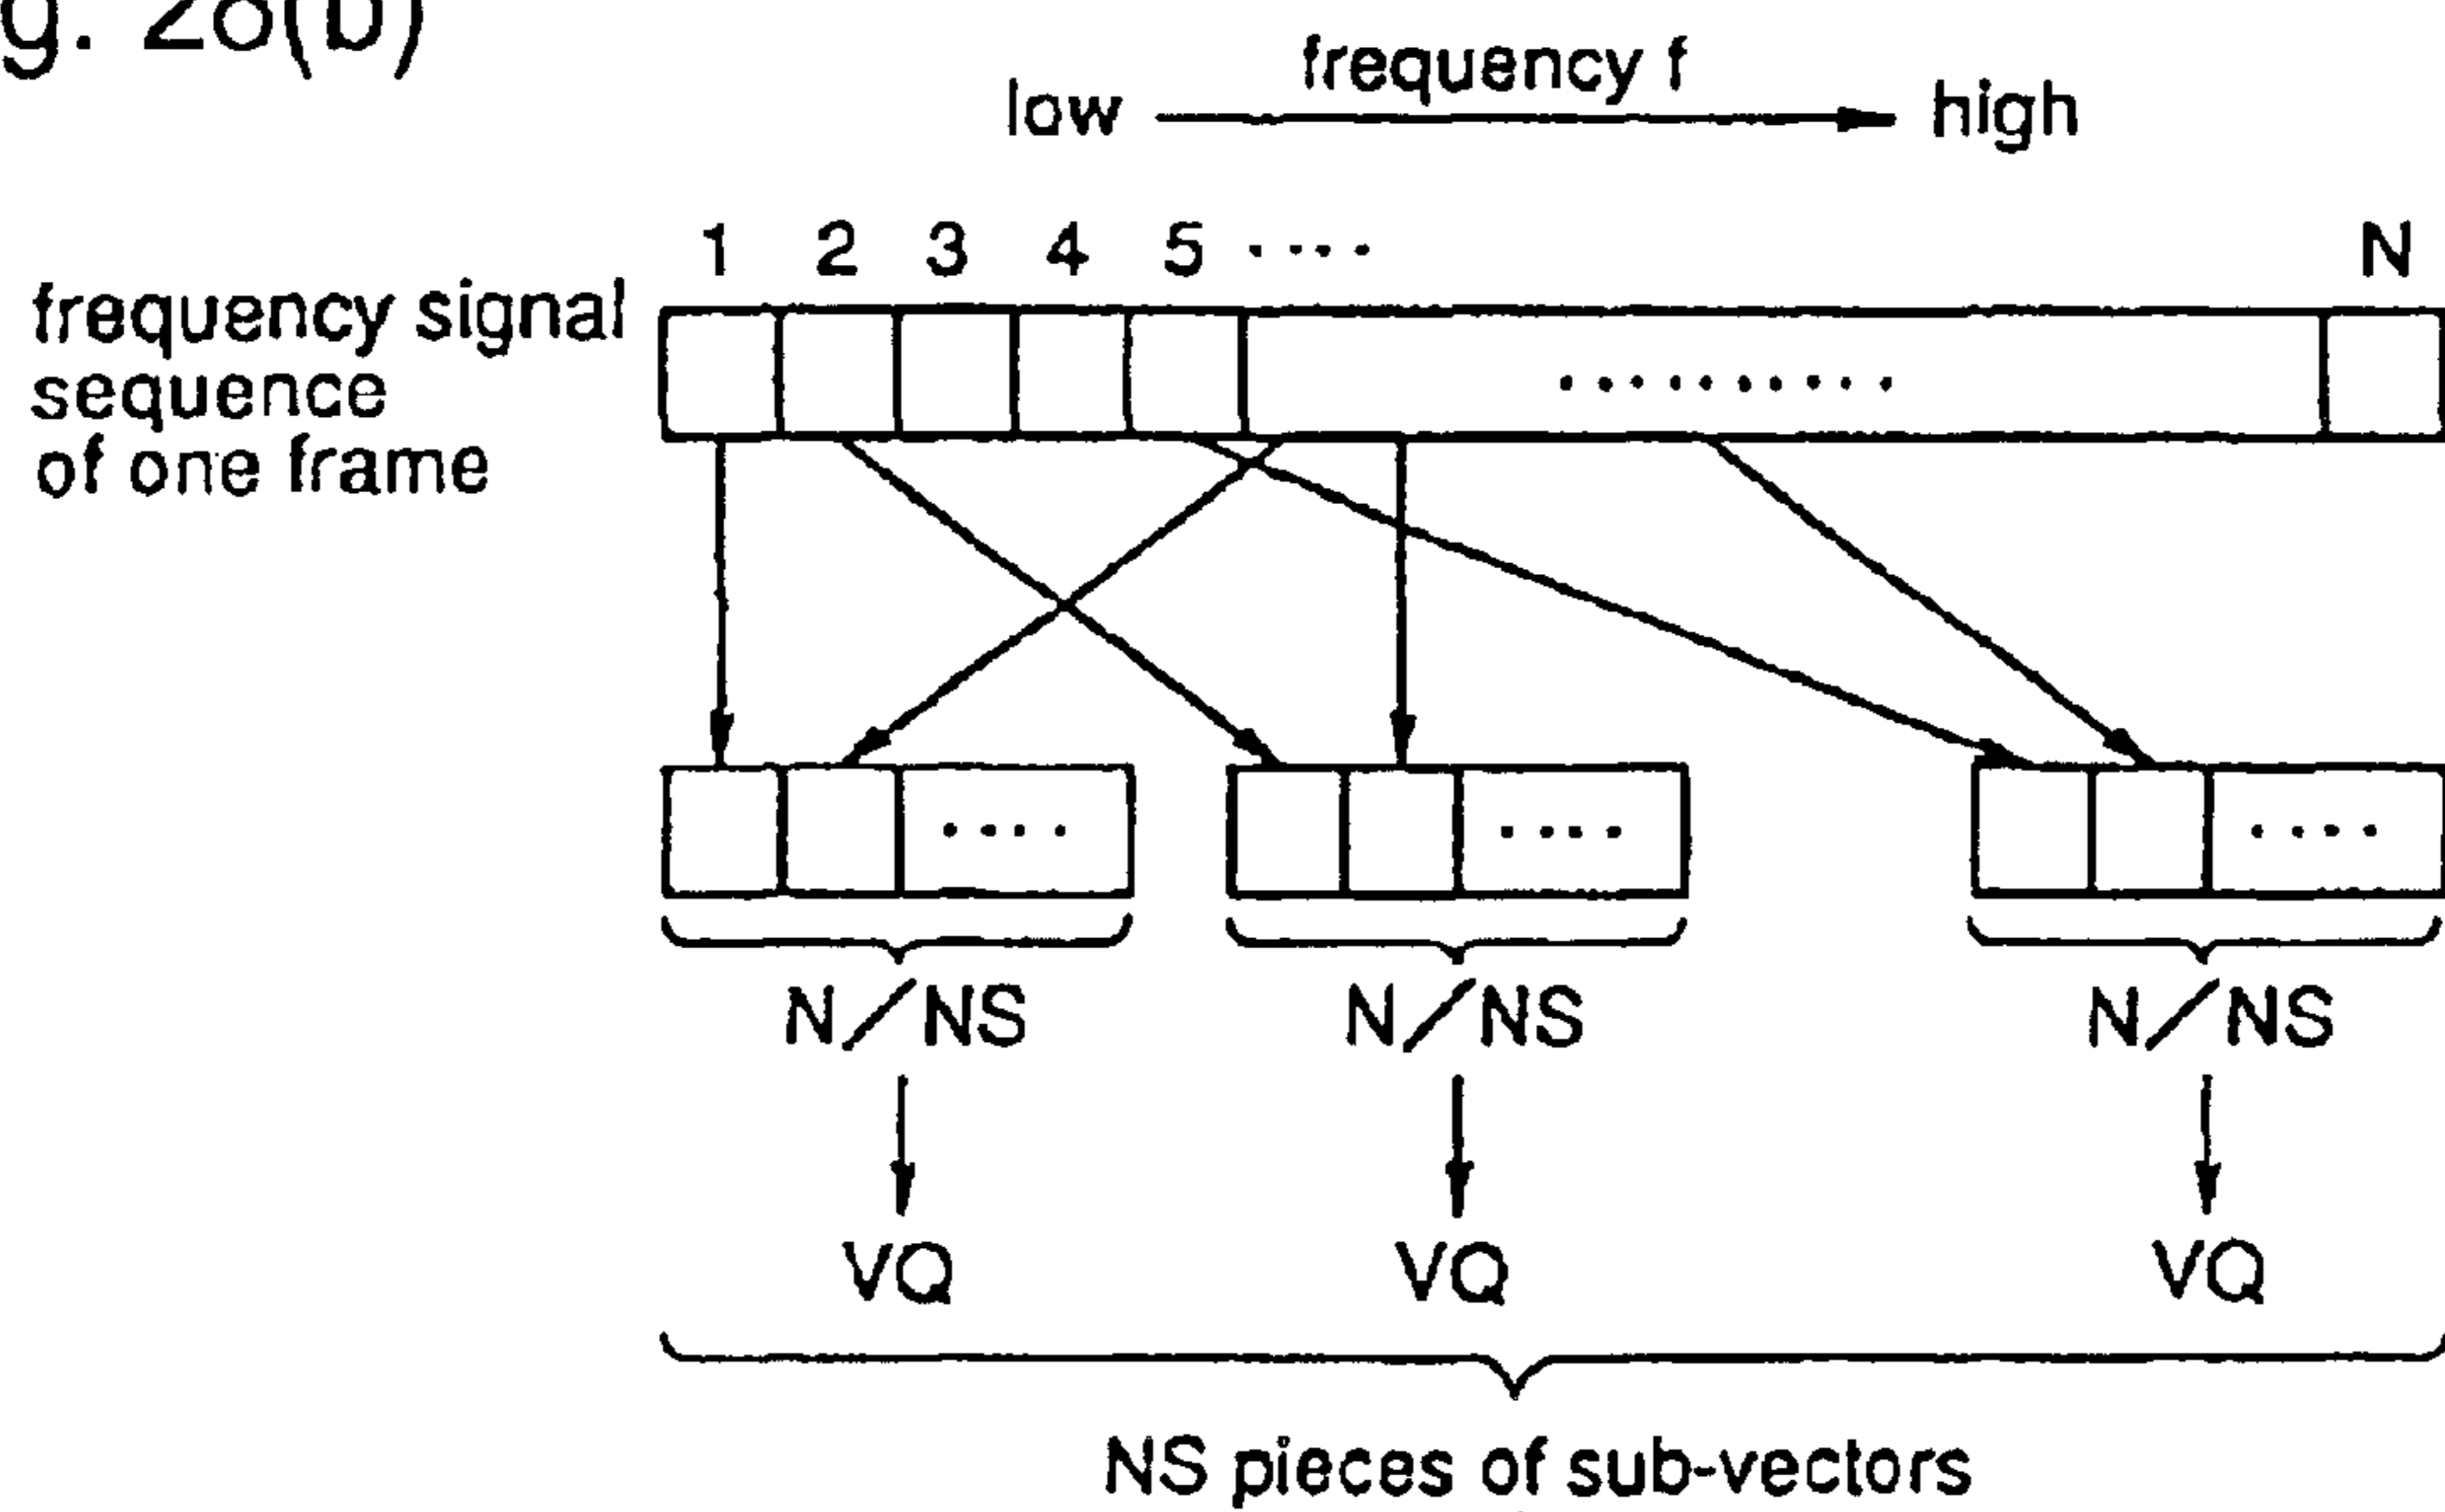 g. 28(b)
frequency f
low high
1 2 3 4 5 ···· N
frequency signal
sequence
of one frame
··········
···· ···· ····
N/NS N/NS N/NS
VQ VQ VQ
NS pieces of sub-vectors